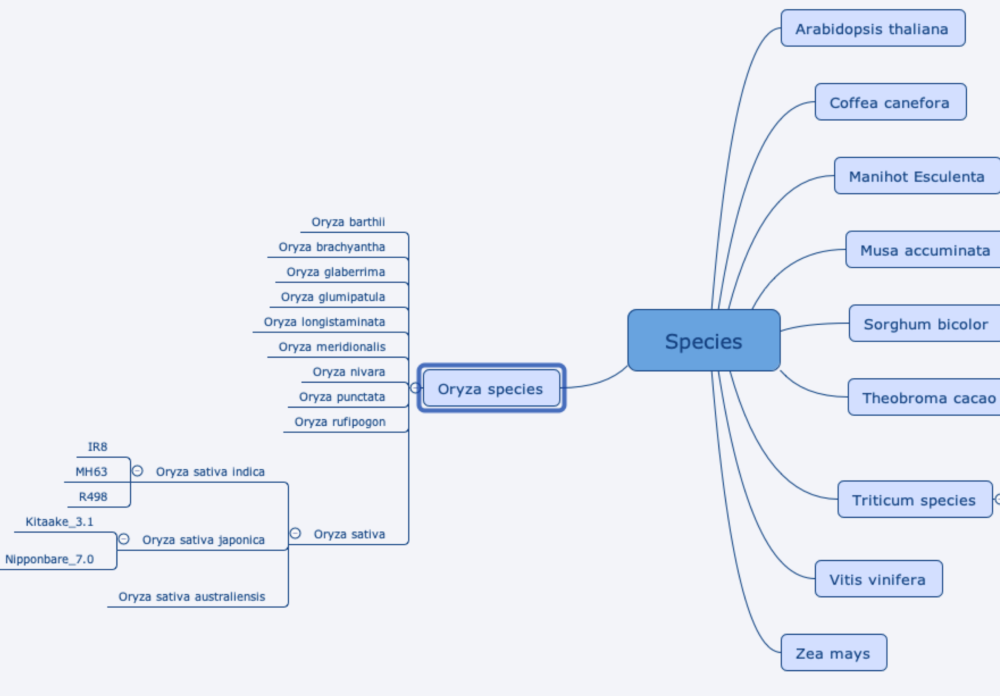 Arabidopsis thaliana
Coffea canefora
Manihot Esculenta
Musa accuminata
Sorghum bicolor
Theobroma cacao
Triticum species
Vitis vinifera
Zea mays
Species
Oryza species
Oryza barthii
Oryza brachyantha
Oryza glaberrima
Oryza glumipatula
Oryza longistaminata
Oryza meridionalis
Oryza nivara
Oryza punctata
Oryza rufipogon
Oryza sativa
Oryza sativa indica
IR8
MH63
R498
Oryza sativa japonica
Kitaake_3.1
Nipponbare_7.0
Oryza sativa australiensis